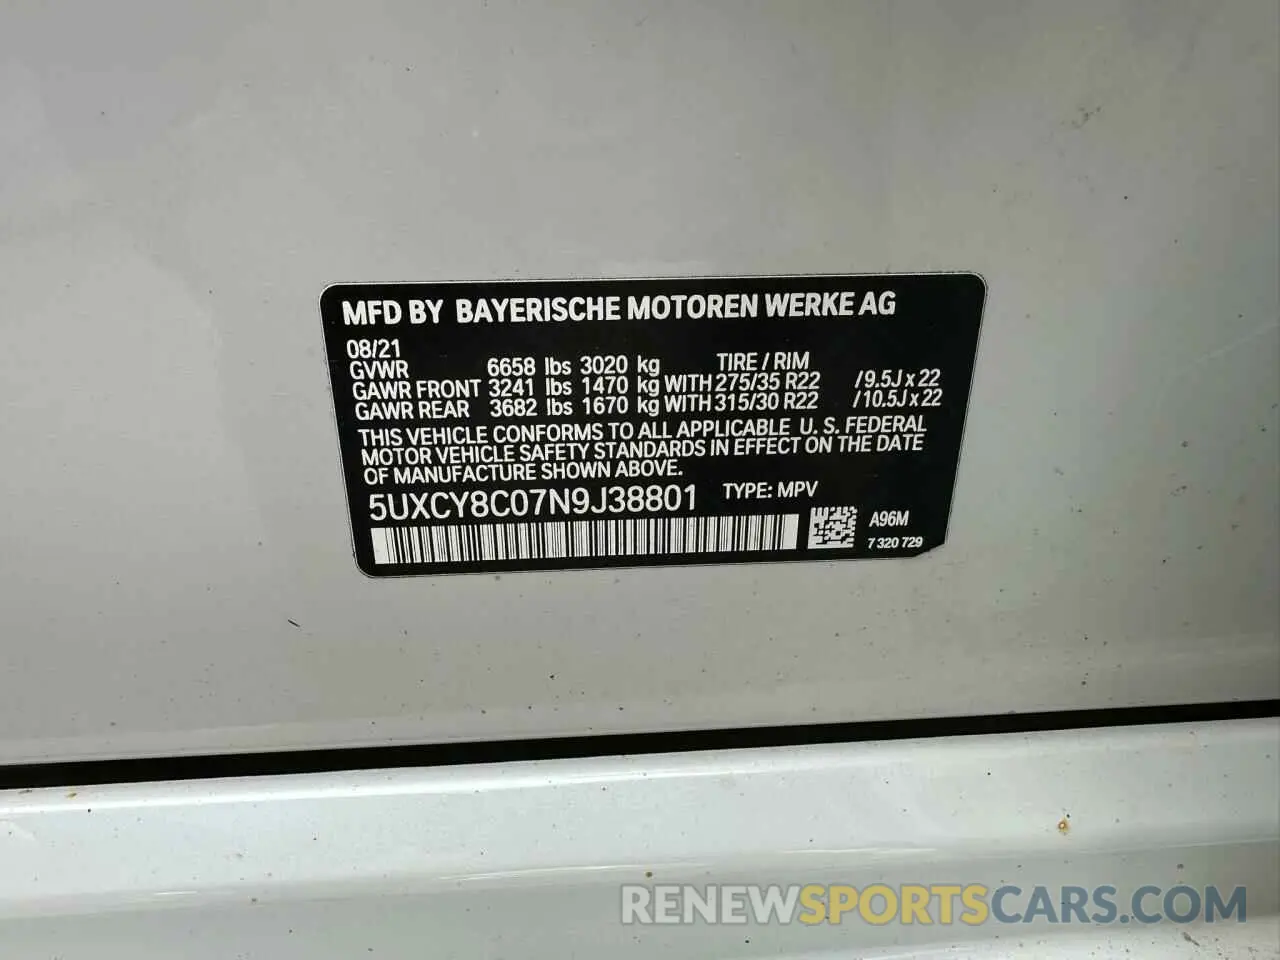 MFD BY BAYERISCHE MOTOREN WERKE AG
08/21
GVWR 6658 lbs 3020 kg TIRE / RIM
GAWR FRONT 3241 lbs 1470 kg WITH 275/35 R22 / 9.5J x 22
GAWR REAR 3682 lbs 1670 kg WITH 315/30 R22 / 10.5J x 22
THIS VEHICLE CONFORMS TO ALL APPLICABLE U. S. FEDERAL
MOTOR VEHICLE SAFETY STANDARDS IN EFFECT ON THE DATE
OF MANUFACTURE SHOWN ABOVE.
5UXCY8C07N9J38801 TYPE: MPV
A96M
7 320 729
RENEWSPORTSCARS.COM